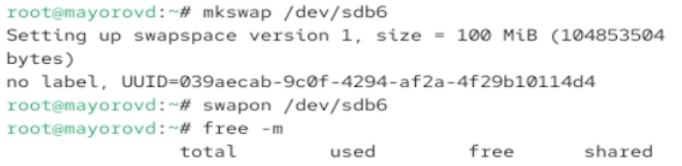 root@mayorovd:~# mkswap /dev/sdb6
Setting up swapspace version 1, size = 100 MiB (104853504
bytes)
no label, UUID=039aecab-9c0f-4294-af2a-4f29b10114d4
root@mayorovd:~# swapon /dev/sdb6
root@mayorovd:~# free -m
total used free shared